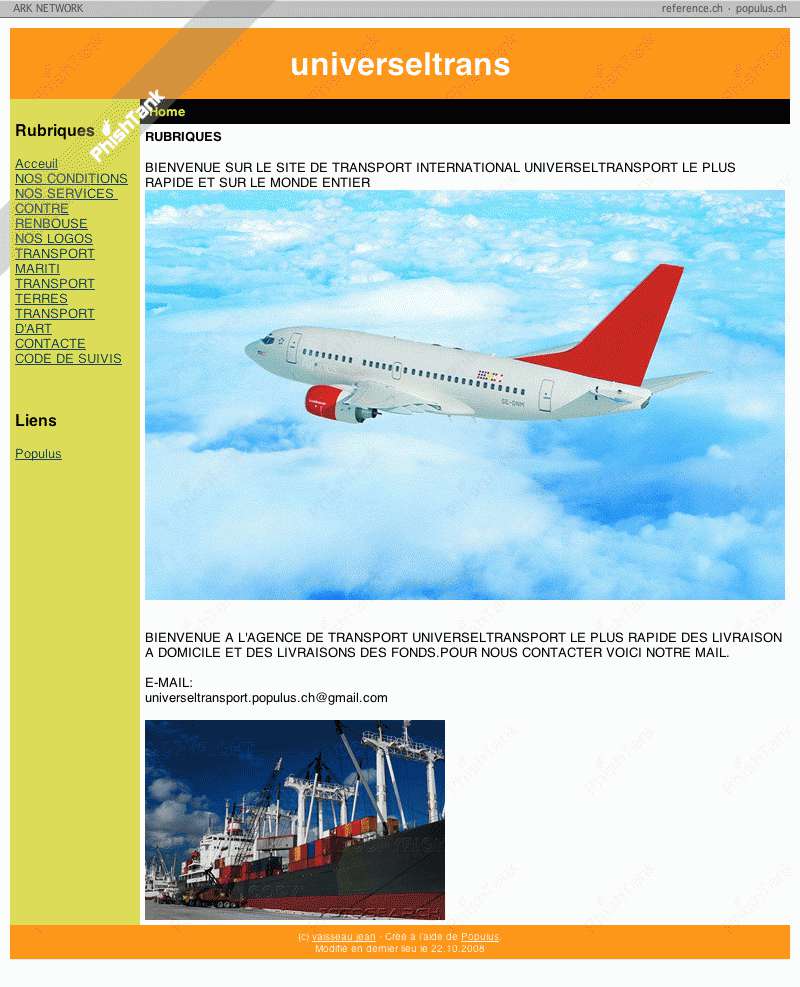 ARK NETWORK
reference.ch · populus.ch
universeltrans
PhishTank
Rubriques
Acceuil
NOS CONDITIONS
NOS SERVICES
CONTRE
RENBOUSE
NOS LOGOS
TRANSPORT
MARITI
TRANSPORT
TERRES
TRANSPORT
D'ART
CONTACTE
CODE DE SUIVIS
Liens
Populus
Home
RUBRIQUES
BIENVENUE SUR LE SITE DE TRANSPORT INTERNATIONAL UNIVERSELTRANSPORT LE PLUS
RAPIDE ET SUR LE MONDE ENTIER
BIENVENUE A L'AGENCE DE TRANSPORT UNIVERSELTRANSPORT LE PLUS RAPIDE DES LIVRAISON
A DOMICILE ET DES LIVRAISONS DES FONDS.POUR NOUS CONTACTER VOICI NOTRE MAIL.
E-MAIL:
universeltransport.populus.ch@gmail.com
(c) vaisseau jean - Créé à l'aide de Populus.
Modifié en dernier lieu le 22.10.2008